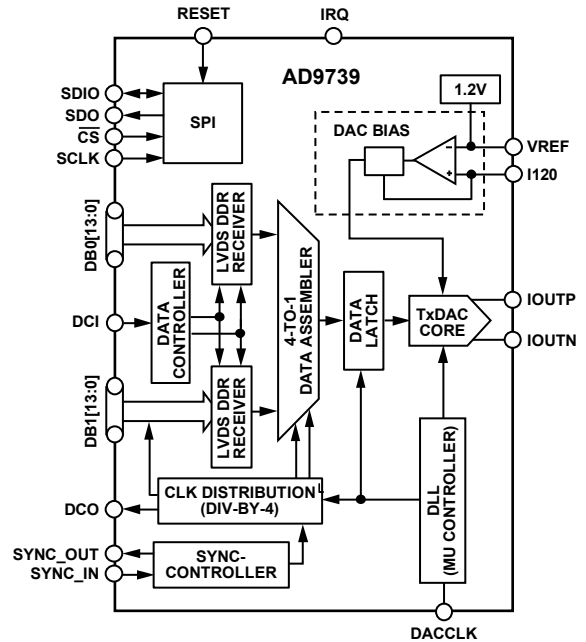 RESET
IRQ
AD9739
SDIO
SDO
CS
SCLK
SPI
1.2V
DAC BIAS
–
+
VREF
I120
DB0[13:0]
LVDS DDR
RECEIVER
DCI
DATA
CONTROLLER
4-TO-1
DATA ASSEMBLER
DATA
LATCH
TxDAC
CORE
IOUTP
IOUTN
DB1[13:0]
LVDS DDR
RECEIVER
DCO
CLK DISTRIBUTION
(DIV-BY-4)
DLL
(MU CONTROLLER)
SYNC_OUT
SYNC_IN
SYNC-
CONTROLLER
DACCLK